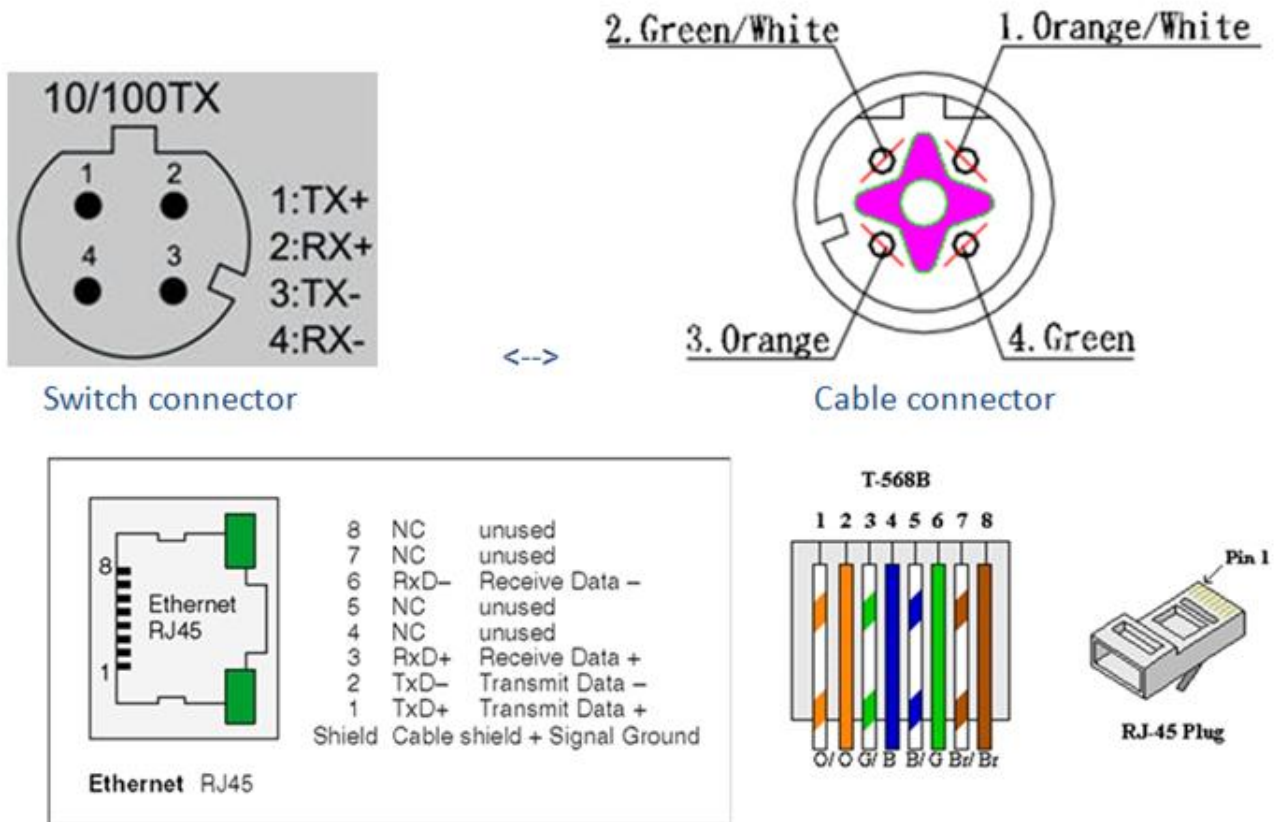 10/100TX
1 2
4 3
1:TX+
2:RX+
3:TX-
4:RX-
Switch connector
<-->
2.Green/White
1.Orange/White
3.Orange
4.Green
Cable connector
8
Ethernet
RJ45
1
8 NC unused
7 NC unused
6 RxD– Receive Data –
5 NC unused
4 NC unused
3 RxD+ Receive Data +
2 TxD– Transmit Data –
1 TxD+ Transmit Data +
Shield Cable shield + Signal Ground
Ethernet RJ45
T-568B
1 2 3 4 5 6 7 8
O/ O G/ B B/ G Br/ Br
Pin 1
RJ-45 Plug